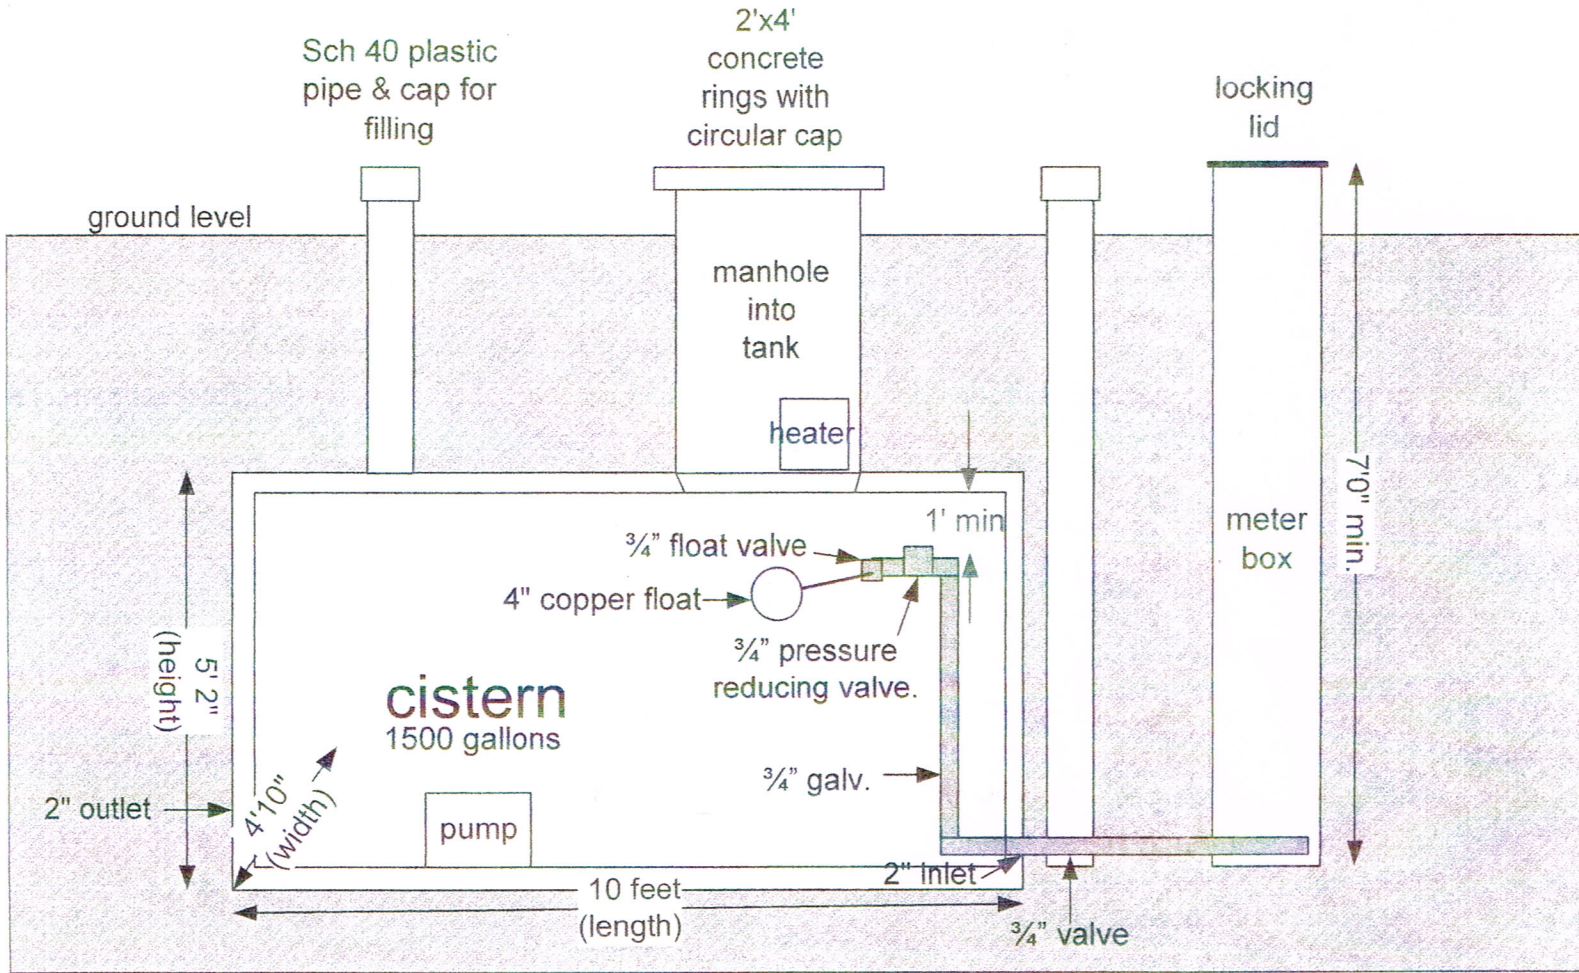 2'x4'
concrete
rings with
circular cap
Sch 40 plastic
pipe & cap for
filling
locking
lid
ground level
manhole
into
tank
heater
1' min
7'0" min.
meter
box
¾” float valve
4" copper float
¾” pressure
reducing valve.
5' 2"
(height)
cistern
1500 gallons
¾” galv.
2" outlet
4'10"
(width)
pump
2" inlet
10 feet
(length)
¾” valve